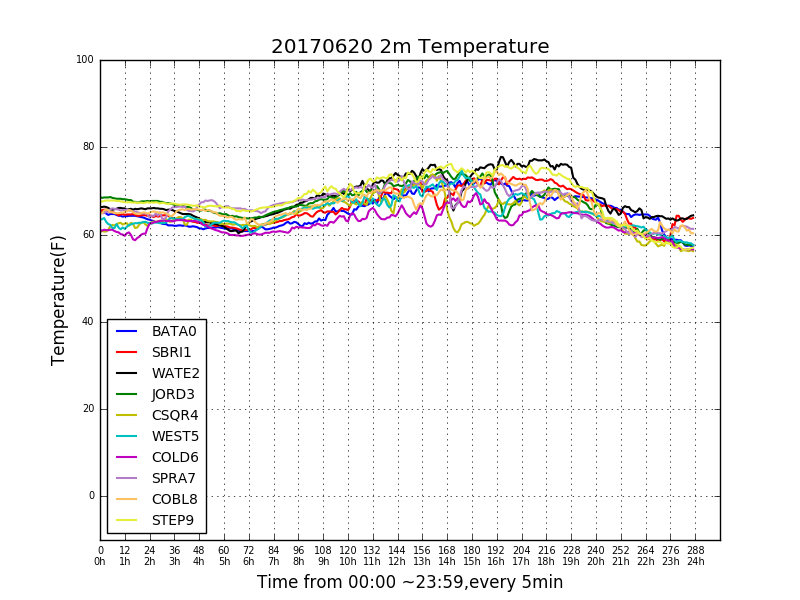 20170620 2m Temperature
Temperature(F)
100
80
60
40
20
0
BATA0
SBRI1
WATE2
JORD3
CSQR4
WEST5
COLD6
SPRA7
COBL8
STEP9
0 12 24 36 48 60 72 84 96 108 120 132 144 156 168 180 192 204 216 228 240 252 264 276 288
0h 1h 2h 3h 4h 5h 6h 7h 8h 9h 10h 11h 12h 13h 14h 15h 16h 17h 18h 19h 20h 21h 22h 23h 24h
Time from 00:00 ~23:59,every 5min